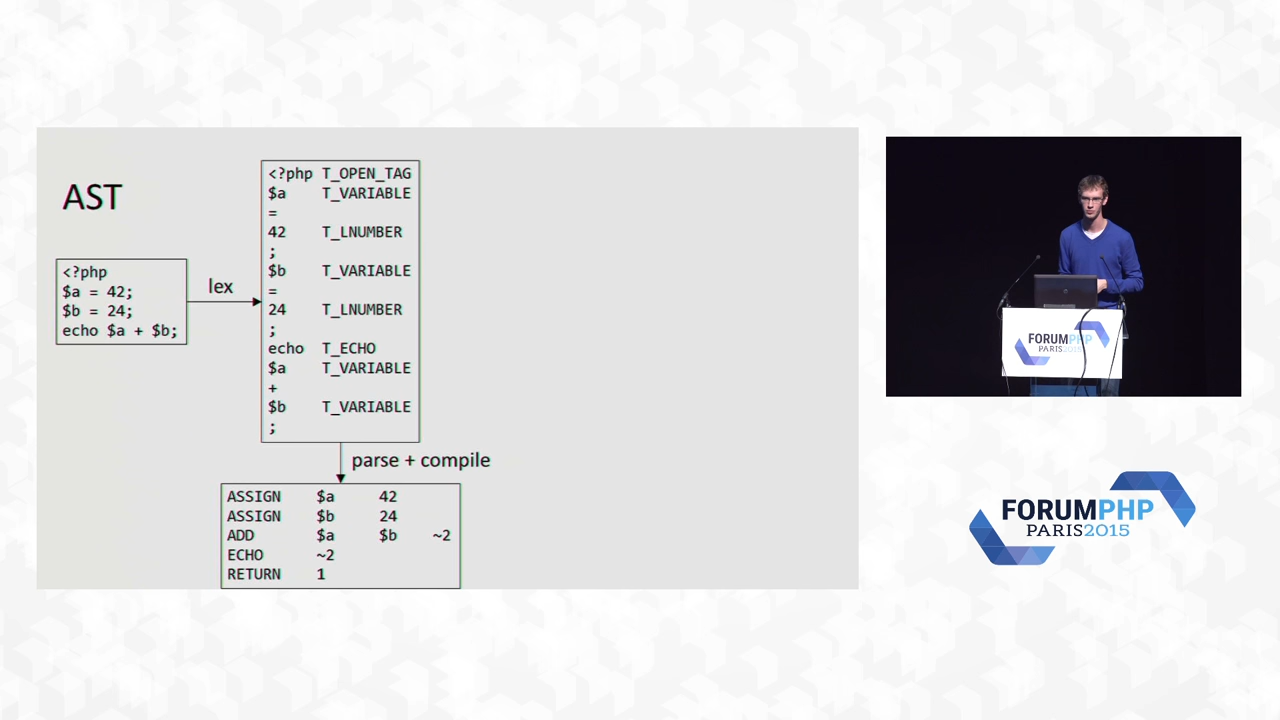 AST
<?php
$a = 42;
$b = 24;
echo $a + $b;
lex
<?php T_OPEN_TAG
$a T_VARIABLE
=
42 T_LNUMBER
;
$b T_VARIABLE
=
24 T_LNUMBER
;
echo T_ECHO
$a T_VARIABLE
+
$b T_VARIABLE
;
parse + compile
ASSIGN $a 42
ASSIGN $b 24
ADD $a $b ~2
ECHO ~2
RETURN 1
FORUMPHP
PARIS2015
FORUMPHP
PARIS2015